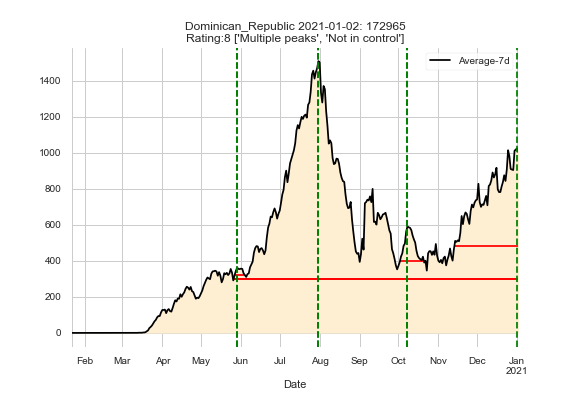 Dominican_Republic 2021-01-02: 172965
Rating:8 ['Multiple peaks', 'Not in control']
Average-7d
1400
1200
1000
800
600
400
200
0
Feb Mar Apr May Jun Jul Aug Sep Oct Nov Dec Jan
2021
Date